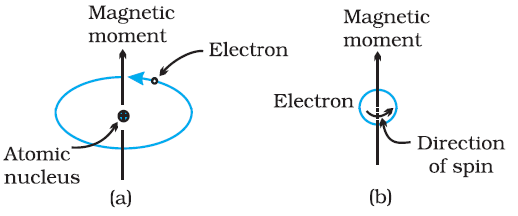 Magnetic
moment
Electron
Atomic
nucleus
(a)
Magnetic
moment
Electron
Direction
of spin
(b)